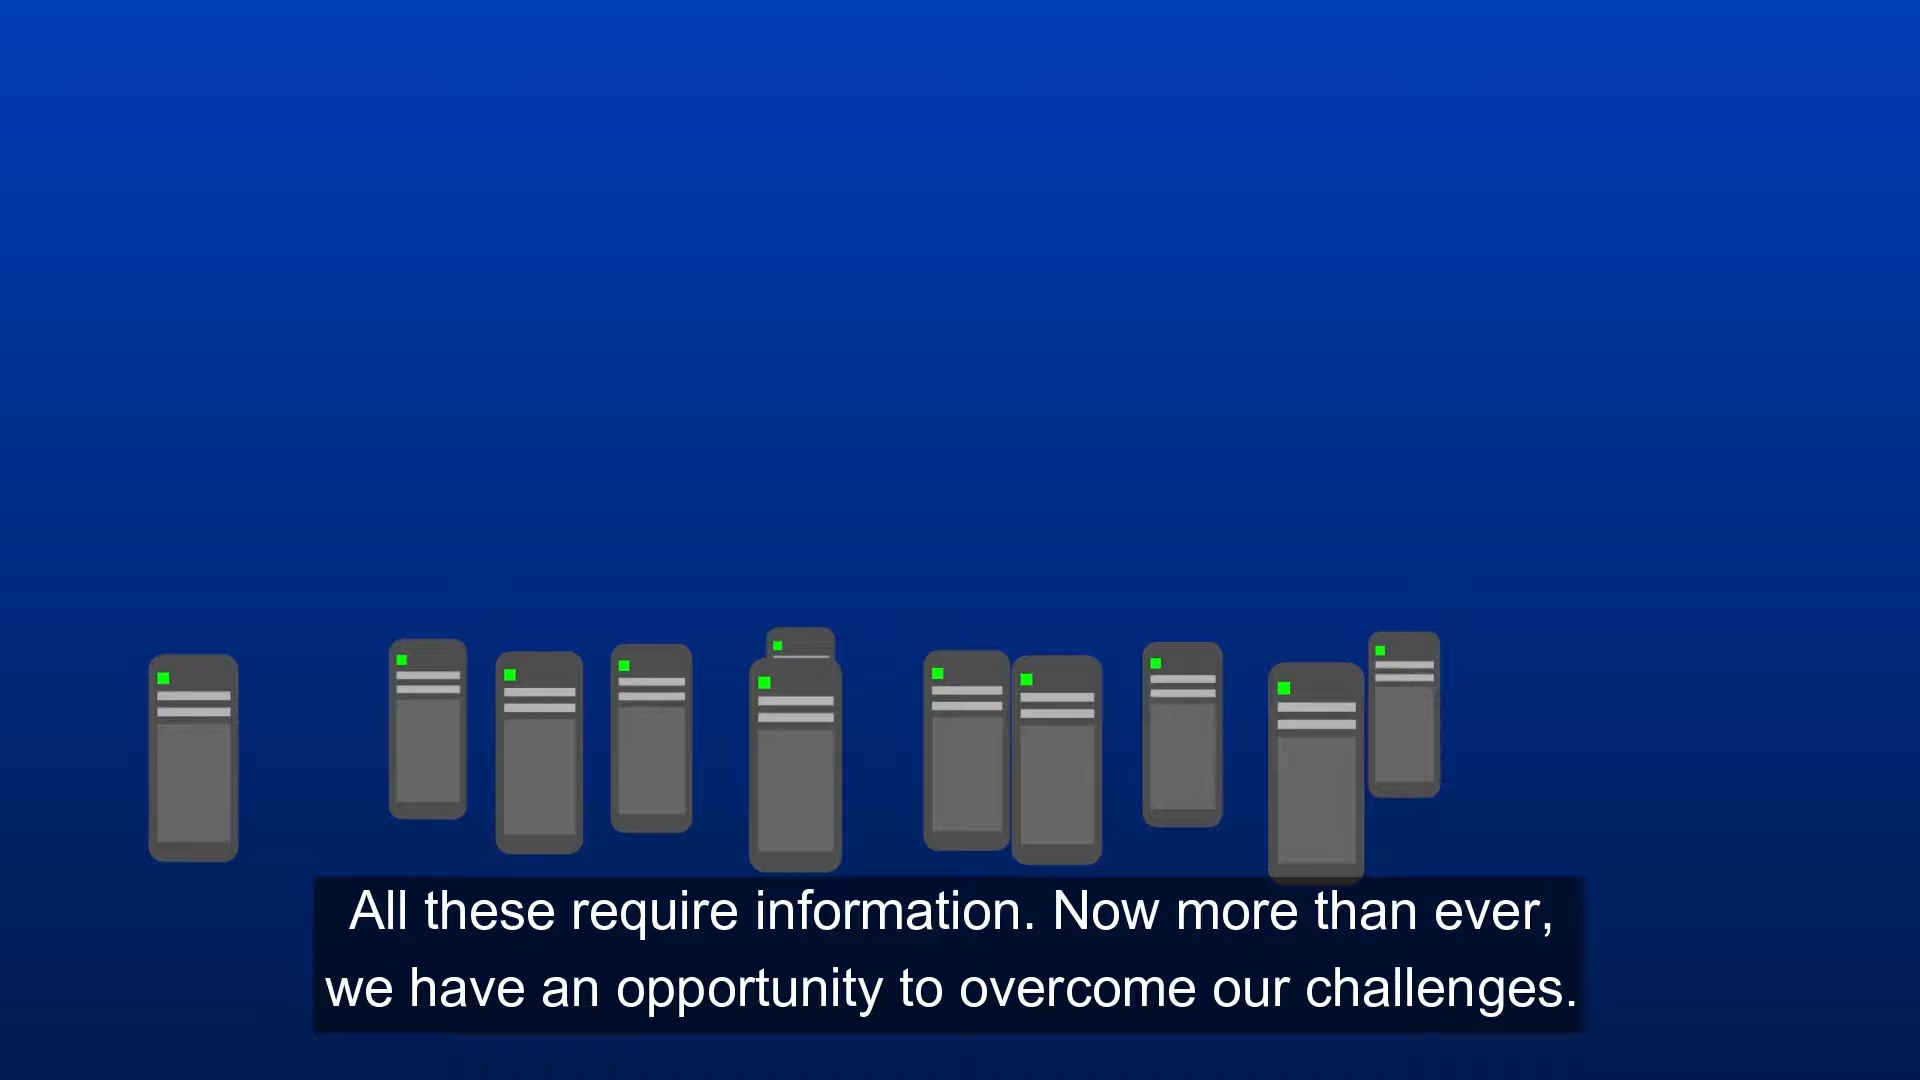 All these require information. Now more than ever,
we have an opportunity to overcome our challenges.